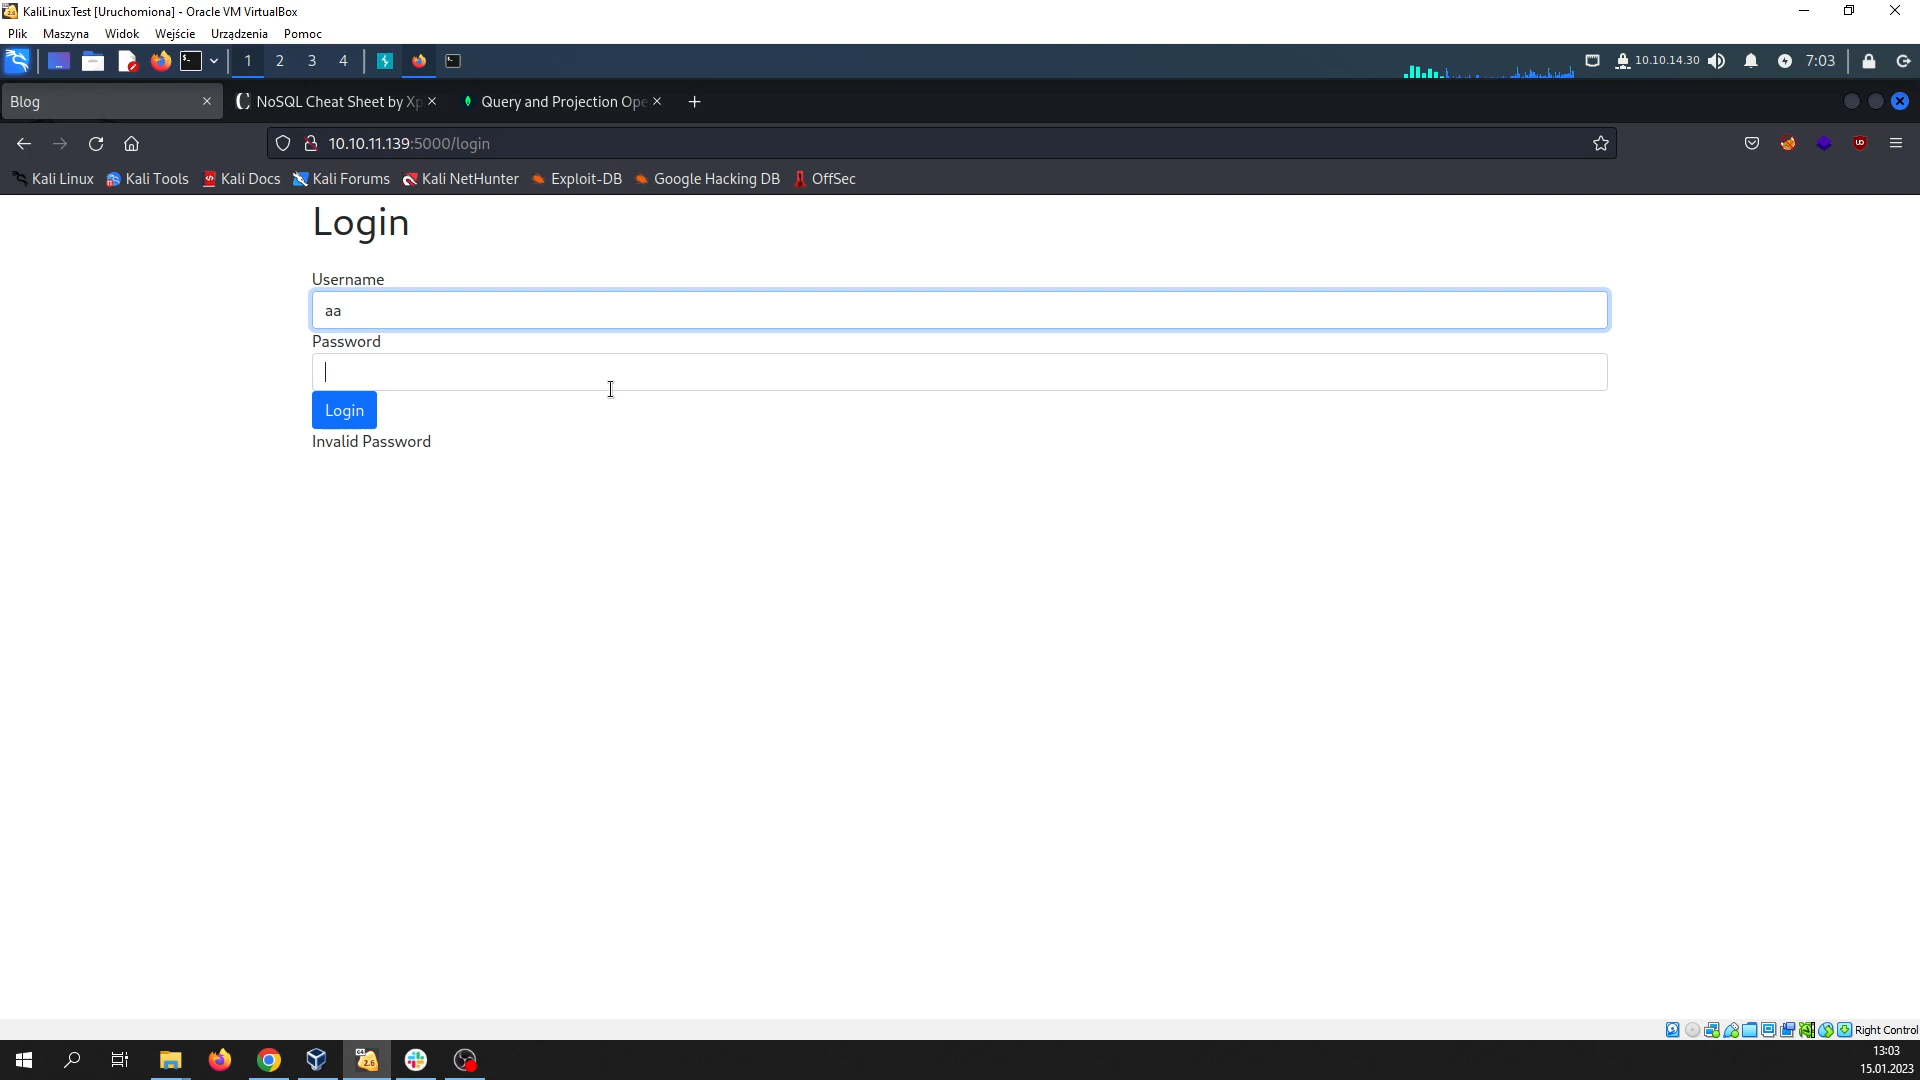 KaliLinuxTest [Uruchomiona] - Oracle VM VirtualBox
Plik Maszyna Widok Wejście Urządzenia Pomoc
1 2 3 4 10.10.14.30 7:03
Blog NoSQL Cheat Sheet by Xp Query and Projection Ope
10.10.11.139:5000/login
Kali Linux Kali Tools Kali Docs Kali Forums Kali NetHunter Exploit-DB Google Hacking DB OffSec
Login
Username
aa
Password
Login
Invalid Password
Right Control
13:03
15.01.2023